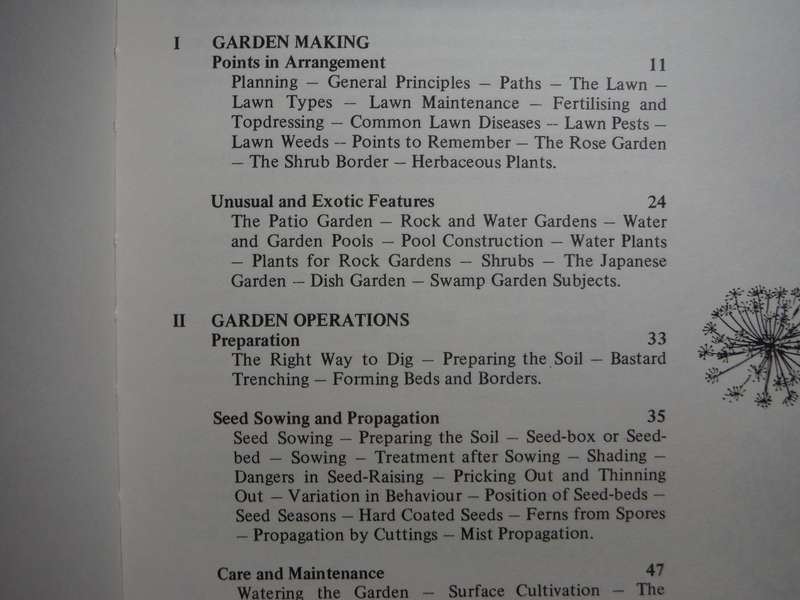 I GARDEN MAKING
Points in Arrangement 11
Planning — General Principles — Paths — The Lawn —
Lawn Types — Lawn Maintenance — Fertilising and
Topdressing — Common Lawn Diseases — Lawn Pests —
Lawn Weeds — Points to Remember — The Rose Garden
— The Shrub Border — Herbaceous Plants.
Unusual and Exotic Features 24
The Patio Garden — Rock and Water Gardens — Water
and Garden Pools — Pool Construction — Water Plants
— Plants for Rock Gardens — Shrubs — The Japanese
Garden — Dish Garden — Swamp Garden Subjects.
II GARDEN OPERATIONS
Preparation 33
The Right Way to Dig — Preparing the Soil — Bastard
Trenching — Forming Beds and Borders.
Seed Sowing and Propagation 35
Seed Sowing — Preparing the Soil — Seed-box or Seed-
bed — Sowing — Treatment after Sowing — Shading —
Dangers in Seed-Raising — Pricking Out and Thinning
Out — Variation in Behaviour — Position of Seed-beds —
Seed Seasons — Hard Coated Seeds — Ferns from Spores
— Propagation by Cuttings — Mist Propagation.
Care and Maintenance 47
Watering the Garden — Surface Cultivation — The